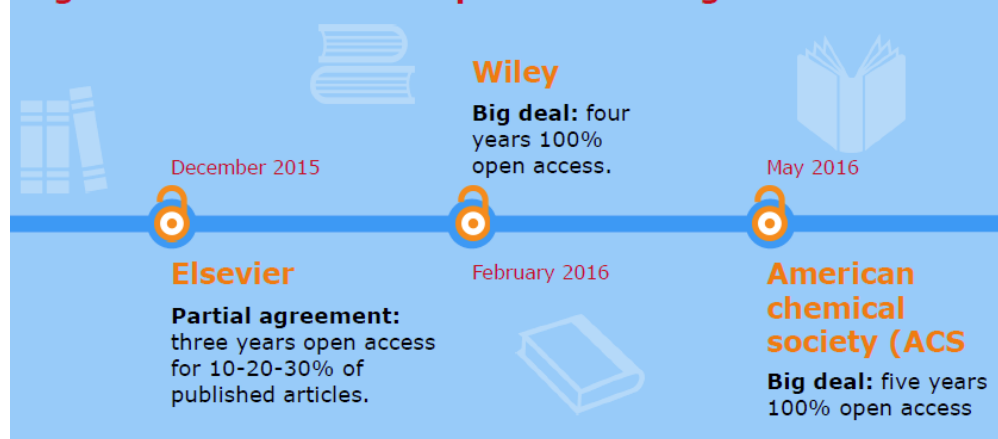 December 2015
Elsevier
Partial agreement:
three years open access
for 10-20-30% of
published articles.
Wiley
Big deal: four
years 100%
open access.
February 2016
May 2016
American
chemical
society (ACS
Big deal: five years
100% open access